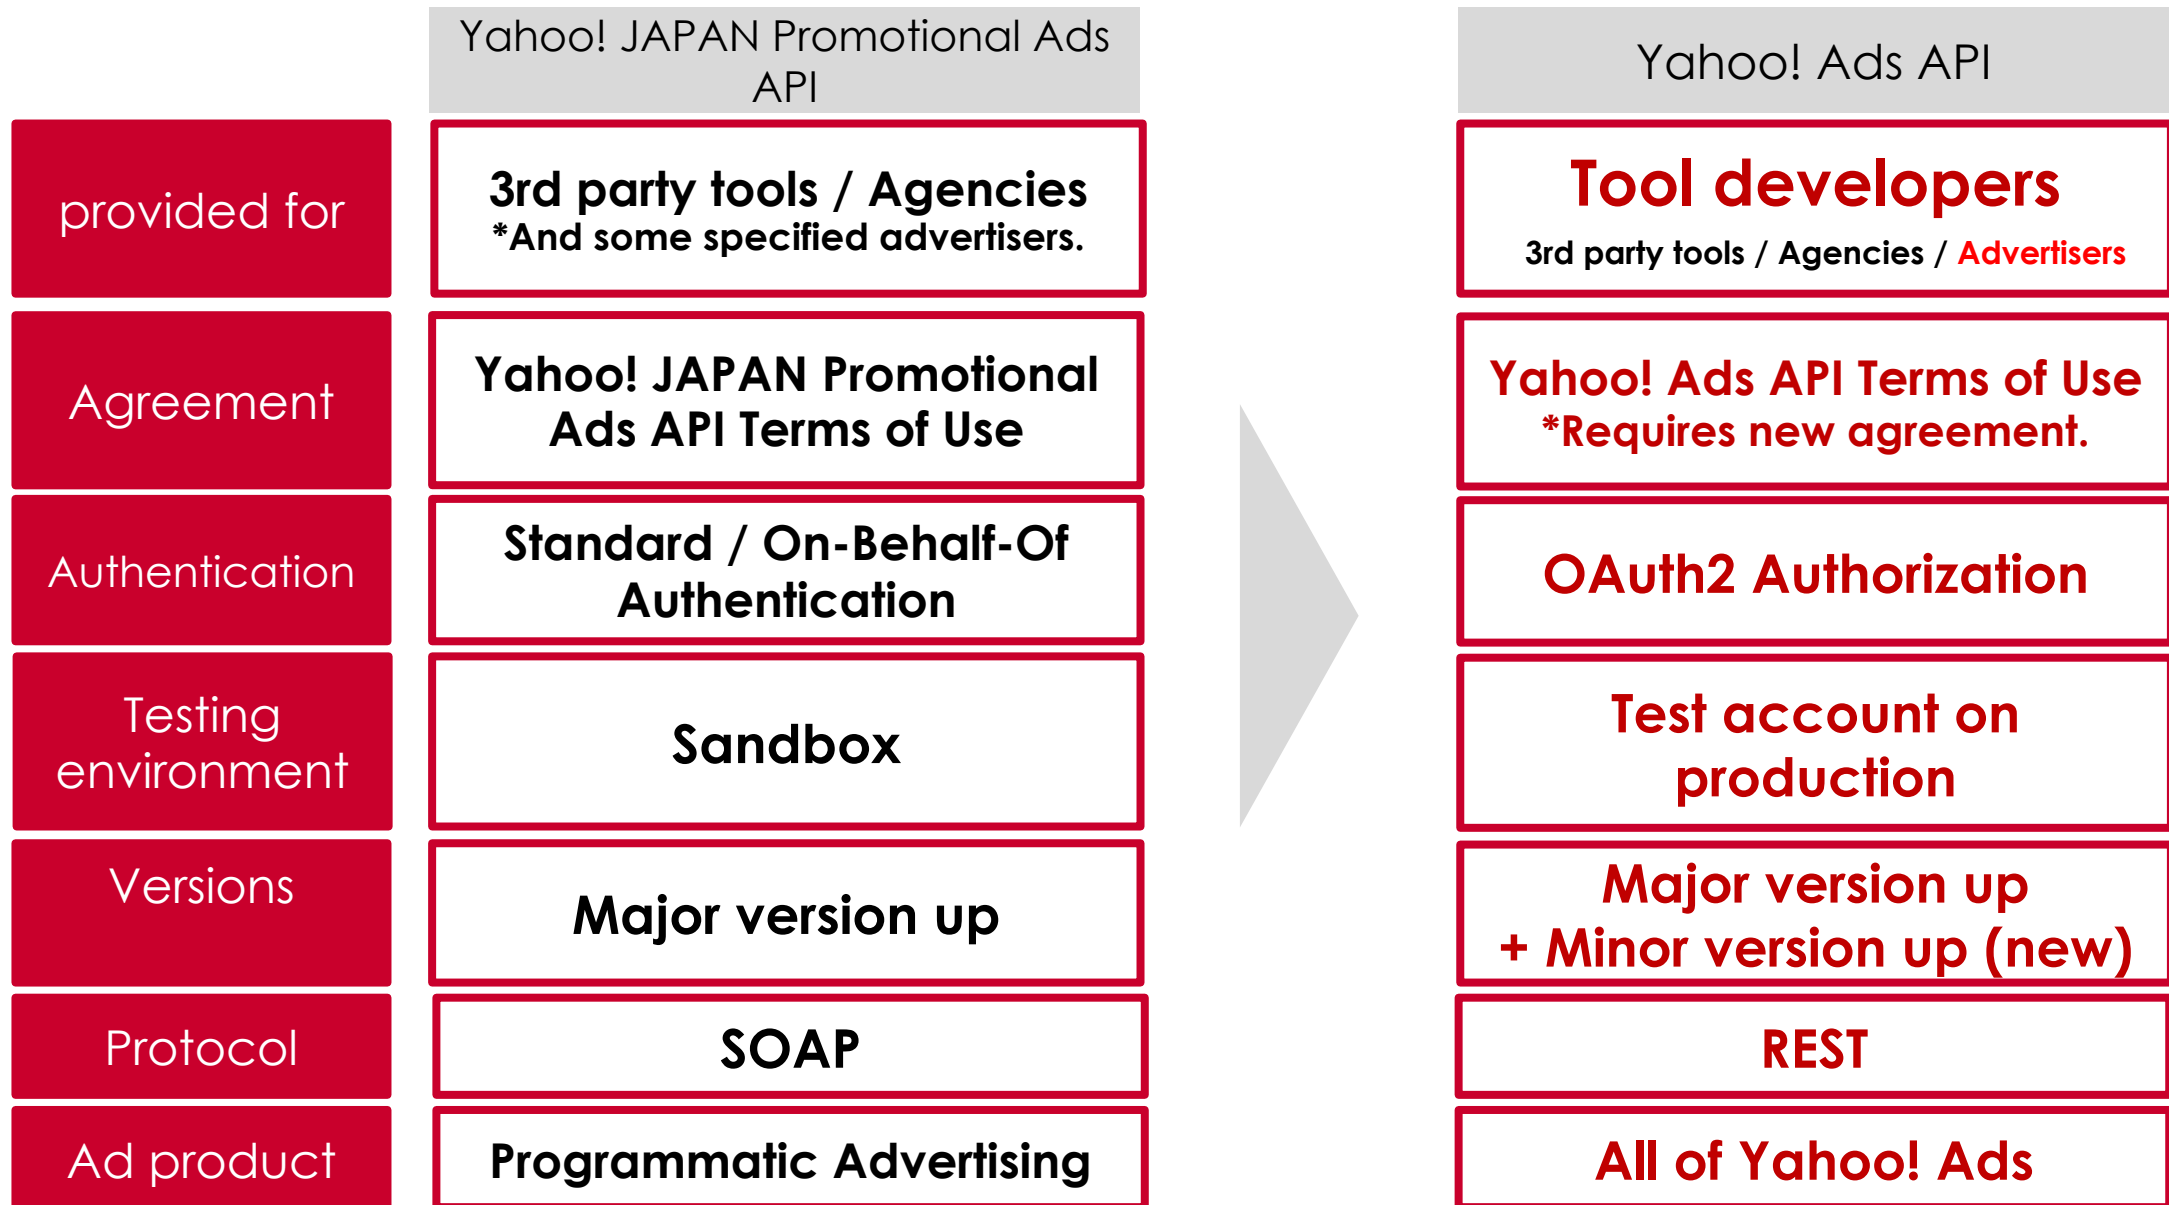 Yahoo! JAPAN Promotional Ads
API
Yahoo! Ads API
provided for
3rd party tools / Agencies
*And some specified advertisers.
Tool developers
3rd party tools / Agencies / Advertisers
Agreement
Yahoo! JAPAN Promotional
Ads API Terms of Use
Yahoo! Ads API Terms of Use
*Requires new agreement.
Authentication
Standard / On-Behalf-Of
Authentication
OAuth2 Authorization
Testing
environment
Sandbox
Test account on
production
Versions
Major version up
Major version up
+ Minor version up (new)
Protocol
SOAP
REST
Ad product
Programmatic Advertising
All of Yahoo! Ads